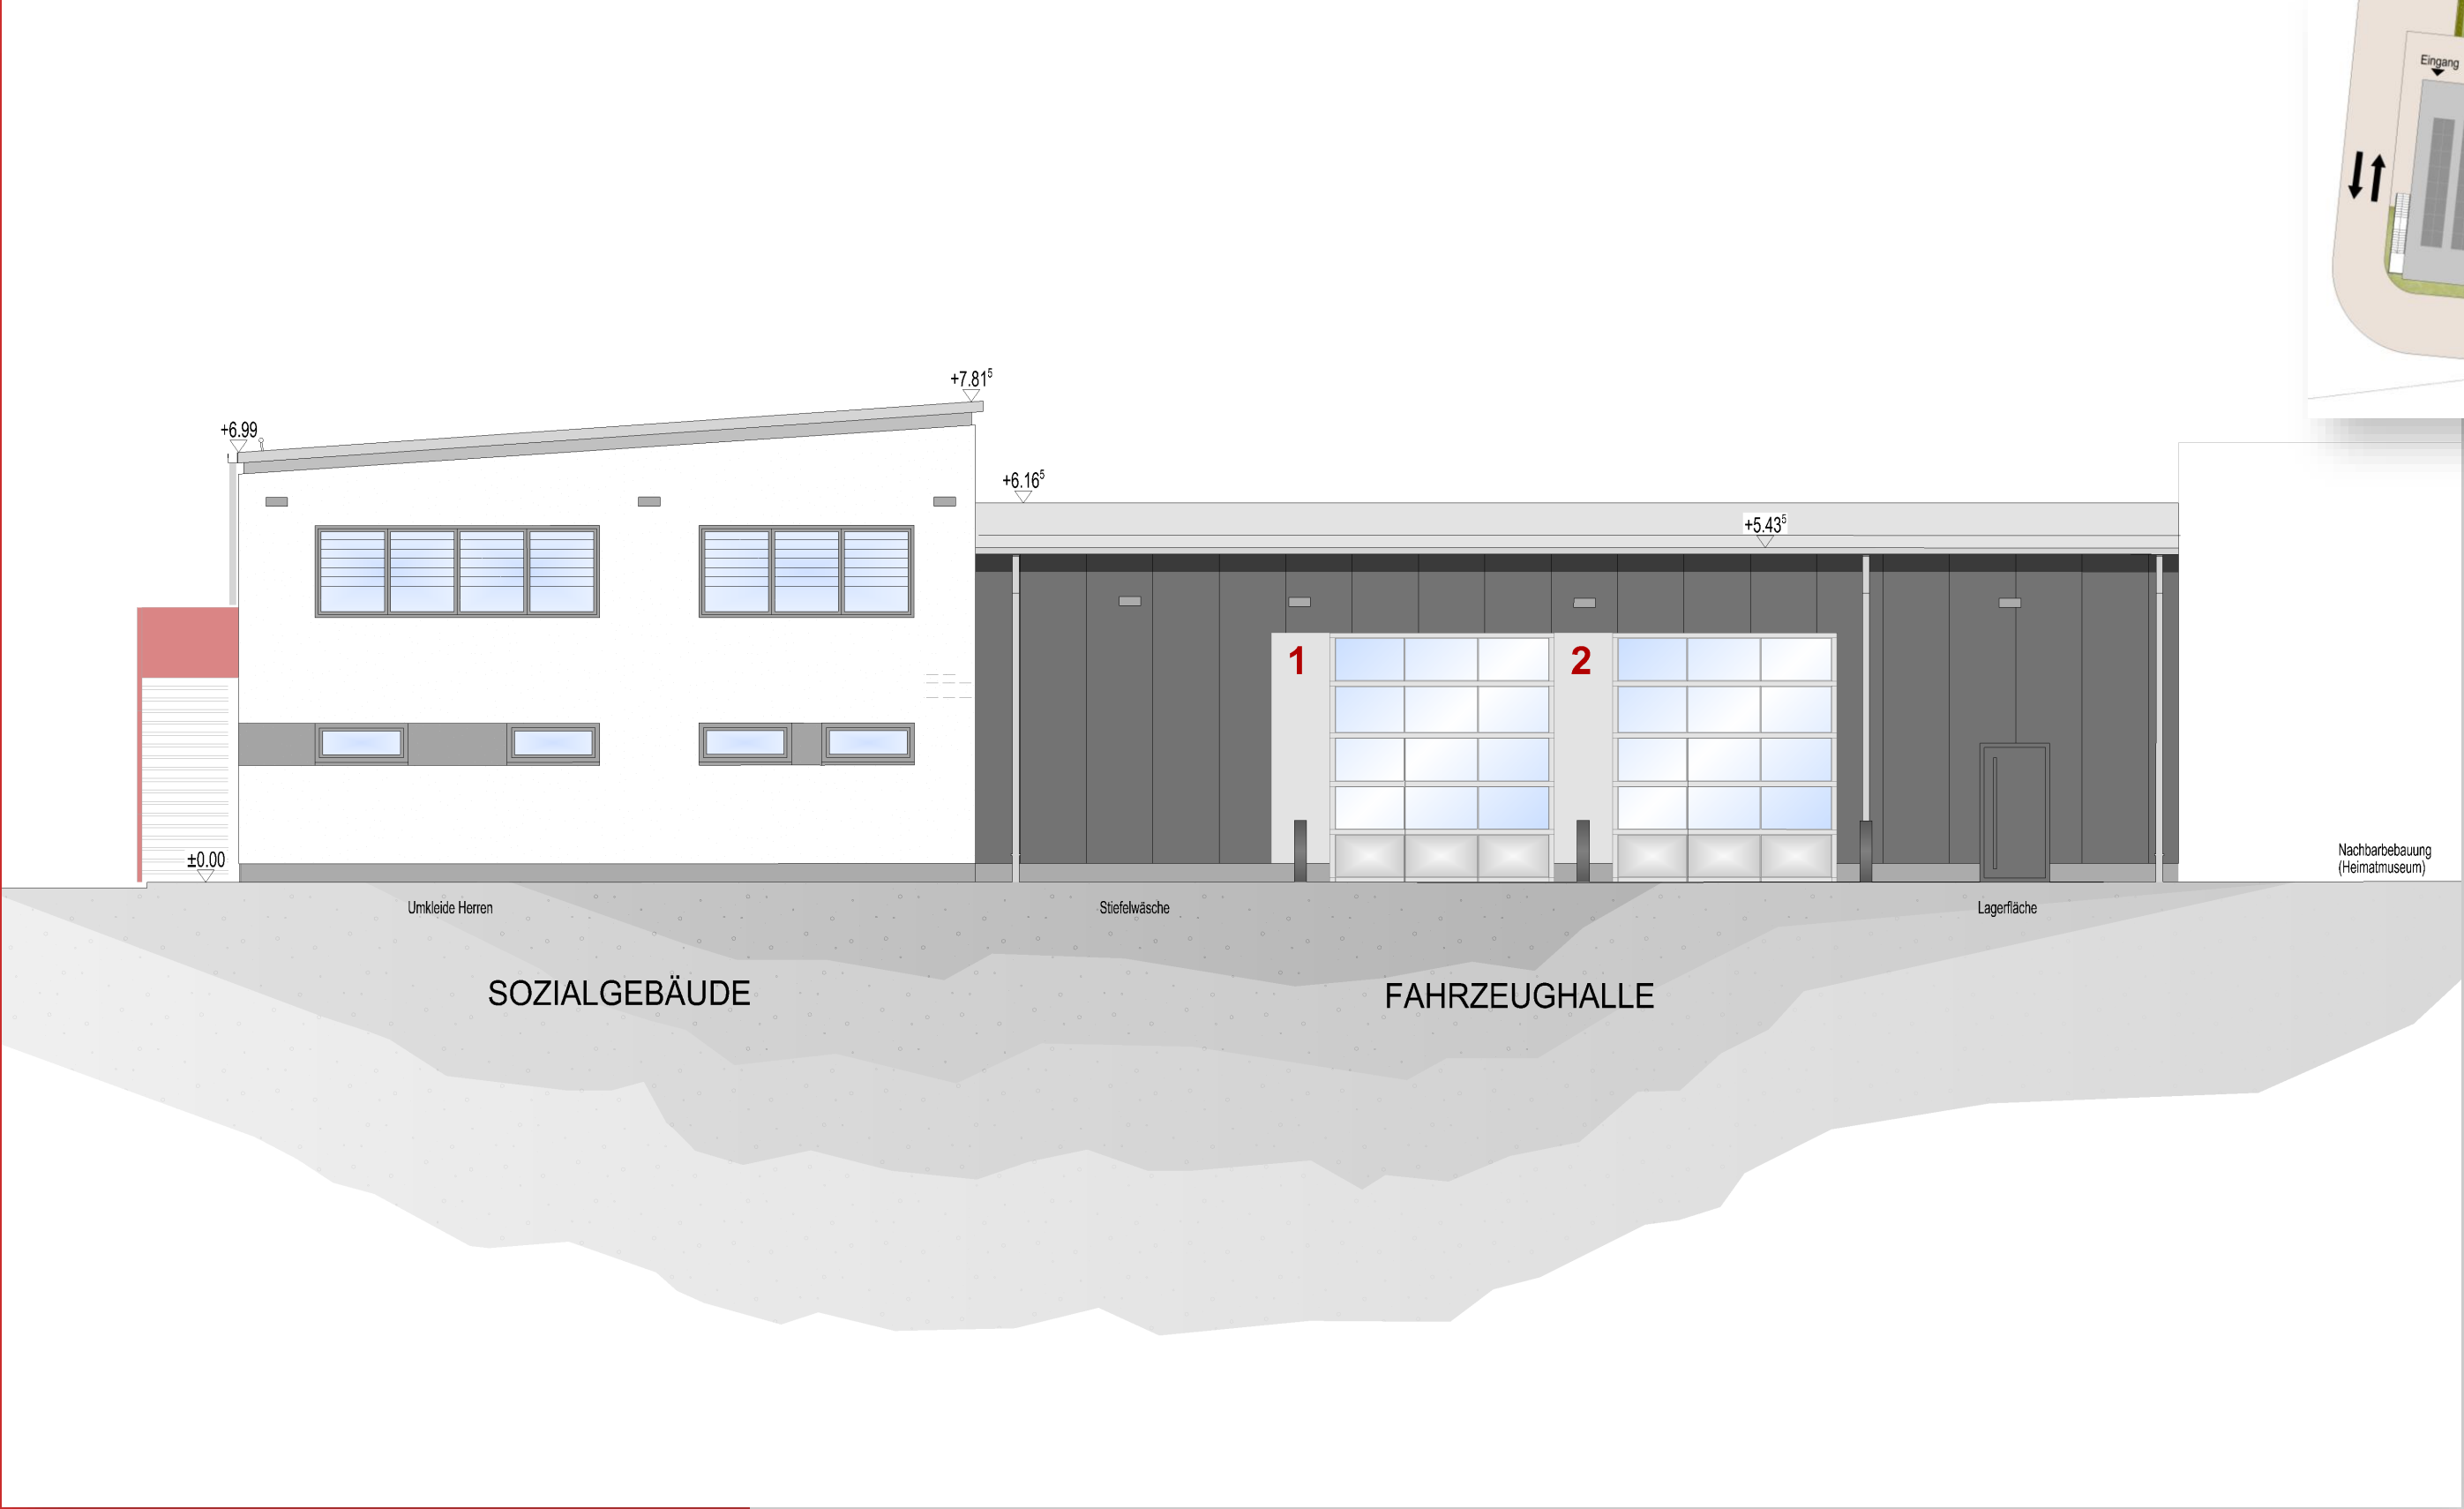 Eingang
+7.81⁵
+6.99
+6.16⁵
+5.43⁵
1
2
±0.00
Nachbarbebauung
(Heimatmuseum)
Umkleide Herren
Stiefelwäsche
Lagerfläche
SOZIALGEBÄUDE
FAHRZEUGHALLE